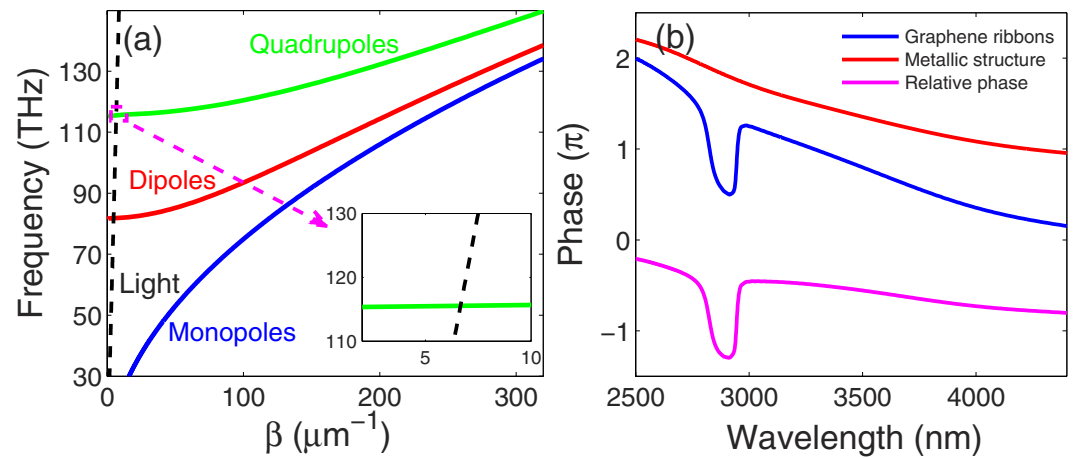 (a)
Quadrupoles
Dipoles
Light
Monopoles
Frequency (THz)
130
110
90
70
50
30
0
100
200
300
β (μm⁻¹)
130
120
110
5
10
(b)
Graphene ribbons
Metallic structure
Relative phase
Phase (π)
2
1
0
−1
2500
3000
3500
4000
Wavelength (nm)